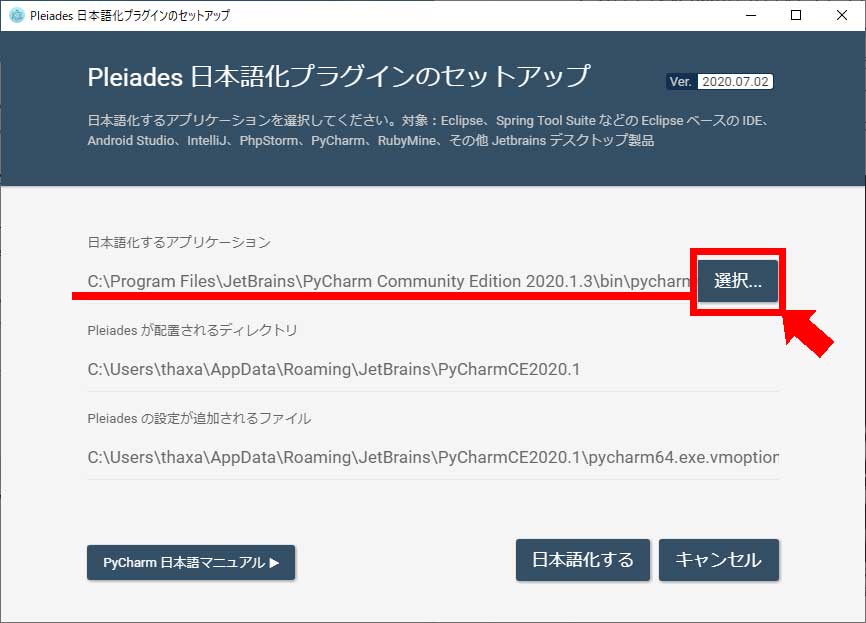 Pleiades 日本語化プラグインのセットアップ
Pleiades 日本語化プラグインのセットアップ
Ver. 2020.07.02
日本語化するアプリケーションを選択してください。対象：Eclipse、Spring Tool Suite などの Eclipse ベースの IDE、
Android Studio、IntelliJ、PhpStorm、PyCharm、RubyMine、その他 Jetbrains デスクトップ製品
日本語化するアプリケーション
C:\Program Files\JetBrains\PyCharm Community Edition 2020.1.3\bin\pycharm
選択...
Pleiades が配置されるディレクトリ
C:\Users\thaxa\AppData\Roaming\JetBrains\PyCharmCE2020.1
Pleiades の設定が追加されるファイル
C:\Users\thaxa\AppData\Roaming\JetBrains\PyCharmCE2020.1\pycharm64.exe.vmoption
PyCharm 日本語マニュアル ▶
日本語化する
キャンセル